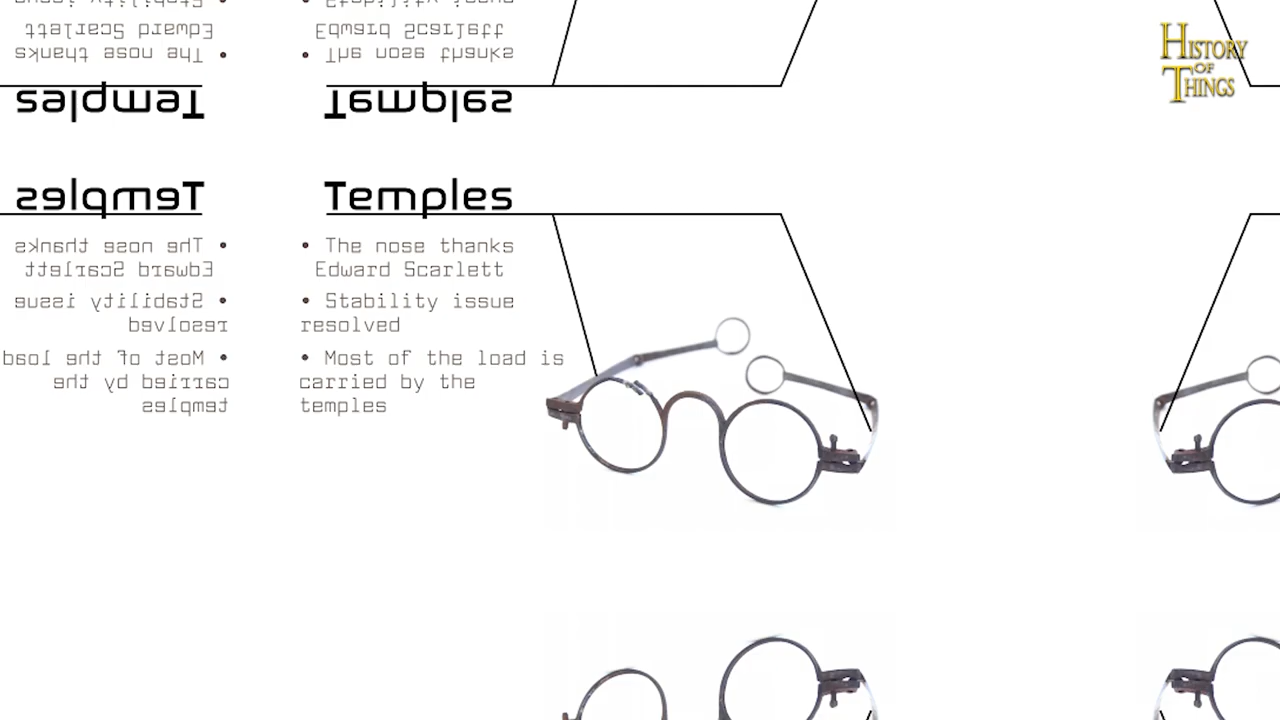 HISTORY
OF
THINGS
Temples
• The nose thanks
Edward Scarlett
• Stability issue
resolved
• Most of the load is
carried by the
temples